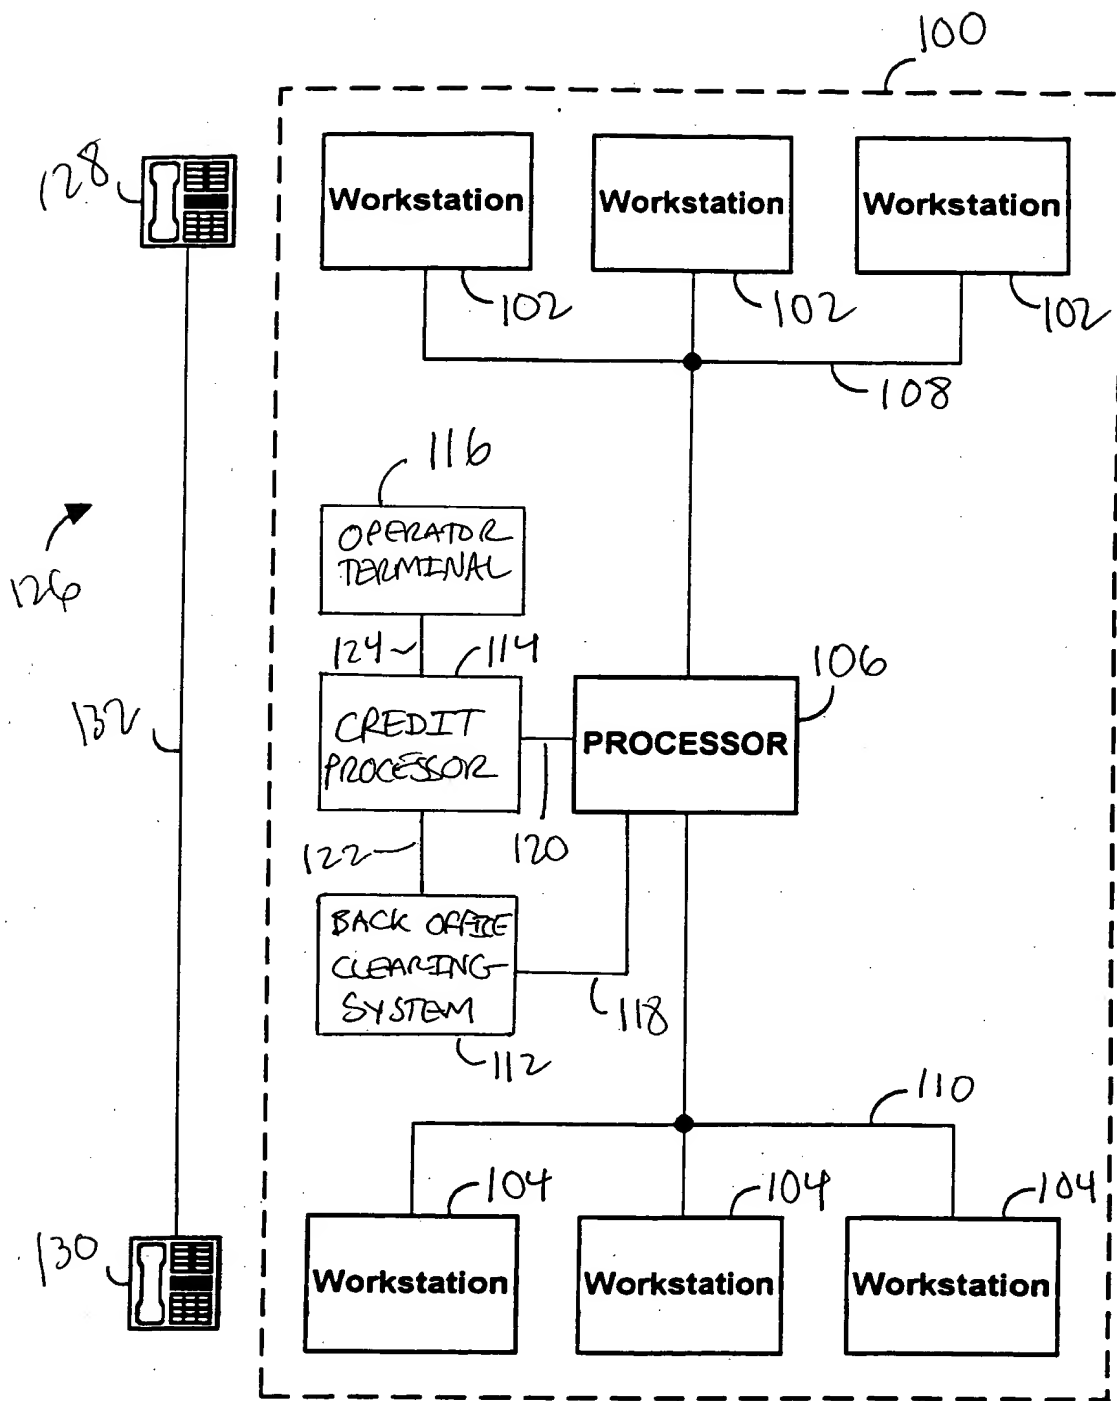 100
128
Workstation
Workstation
Workstation
102
102
102
108
116
OPERATOR
TERMINAL
126
124
114
106
132
CREDIT
PROCESSOR
PROCESSOR
120
122
BACK OFFICE
CLEARING
SYSTEM
118
112
110
104
104
104
130
Workstation
Workstation
Workstation